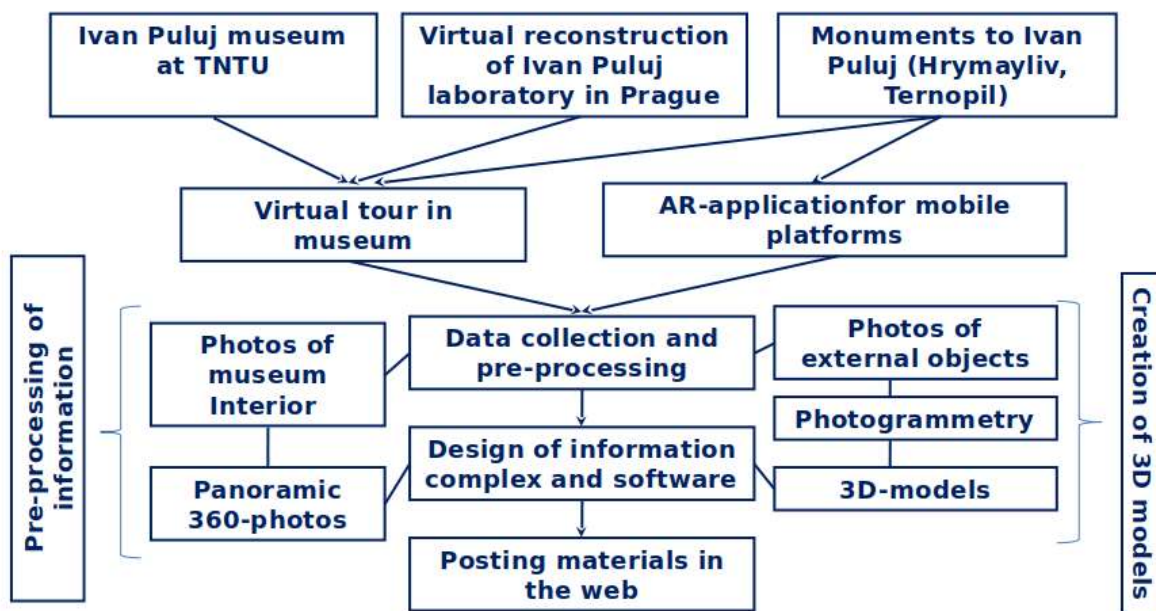 Ivan Puluj museum
at TNTU
Virtual reconstruction
of Ivan Puluj
laboratory in Prague
Monuments to Ivan
Puluj (Hrymayliv,
Ternopil)
Virtual tour in
museum
AR-applicationfor mobile
platforms
Pre-processing of
information
Photos of
museum
Interior
Data collection and
pre-processing
Photos of
external objects
Photogrammetry
Design of information
complex and software
Panoramic
360-photos
3D-models
Posting materials in
the web
Creation of 3D models